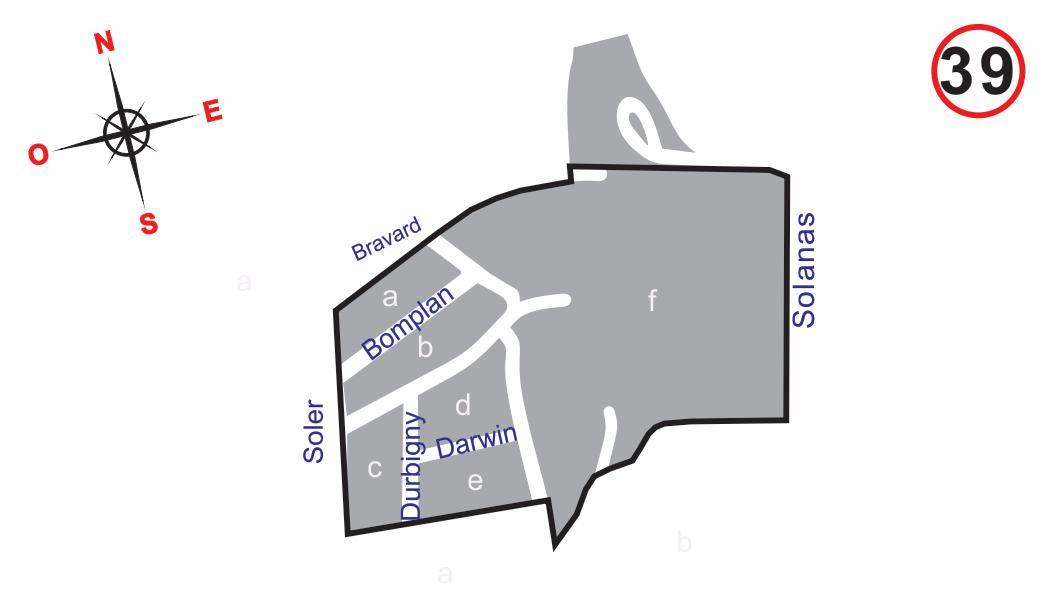 N
39
E
O
S
Bravard
a
a
Bomplan
f
Solanas
b
Soler
d
Durbigny
Darwin
c
e
b
a